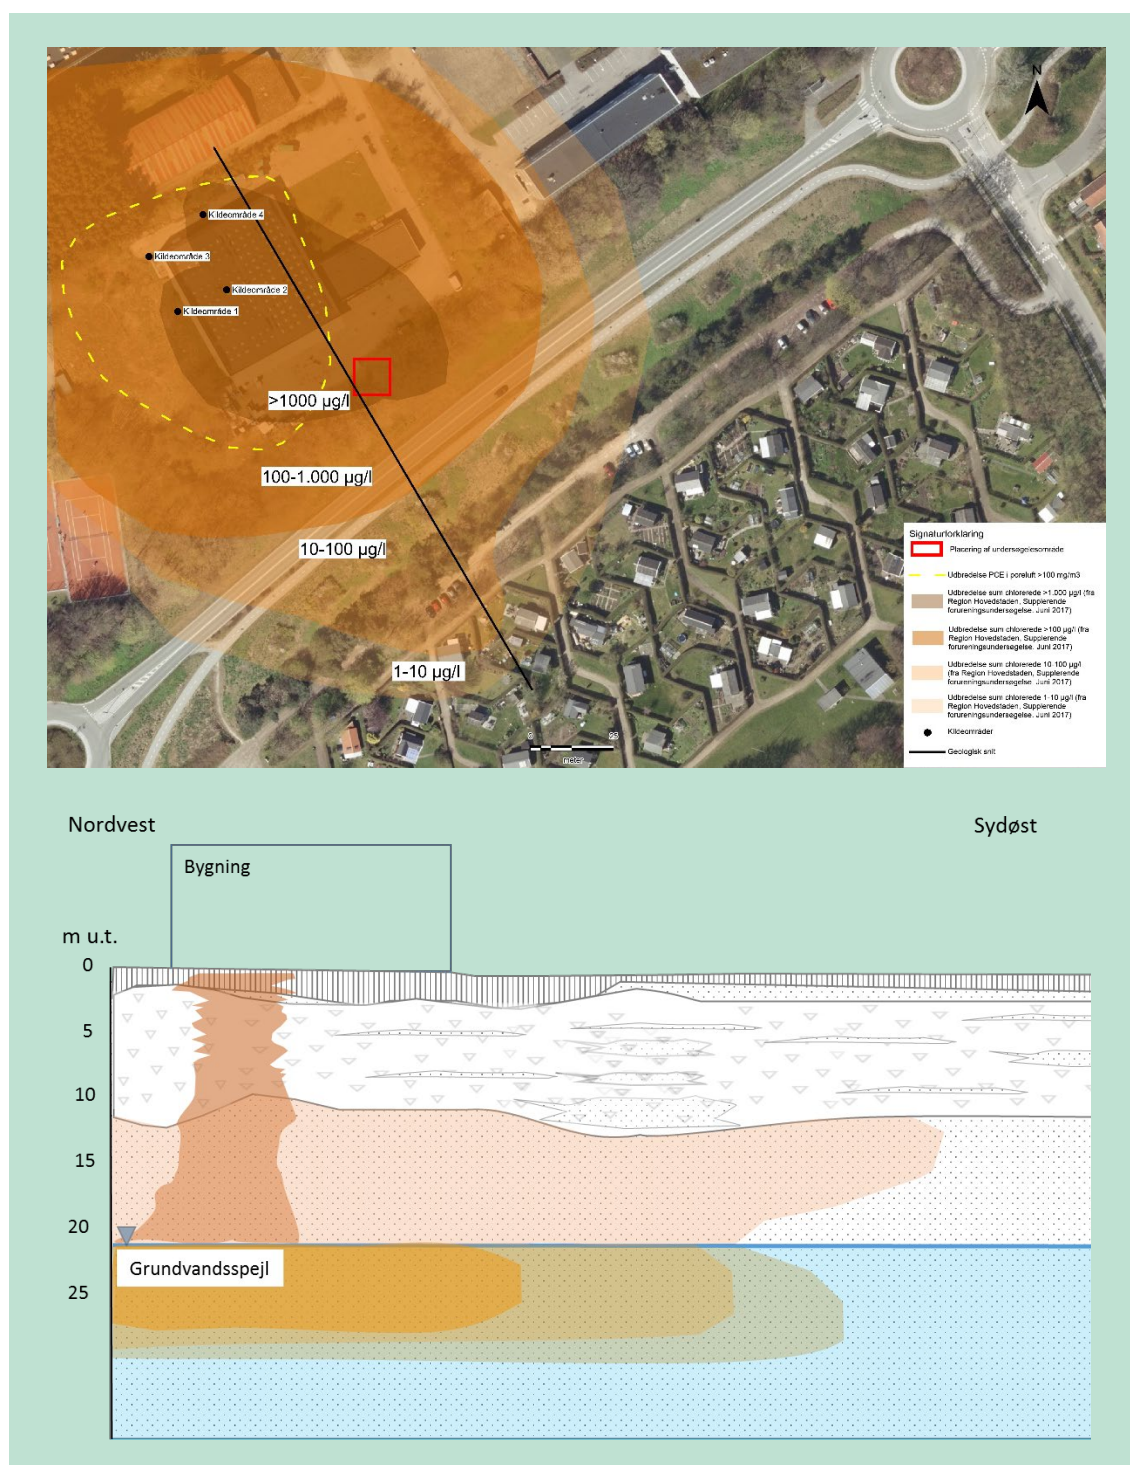 N
Kildeområde 4
Kildeområde 3
Kildeområde 2
Kildeområde 1
>1000 µg/l
100-1.000 µg/l
10-100 µg/l
1-10 µg/l
0 25
meter
Signaturforklaring
Placering af undersøgelesområde
Udbredelse PCE i poreluft >100 mg/m3
Udbredelse sum chlorerede >1.000 µg/l (fra
Region Hovedstaden, Supplerende
forureningsundersøgelse. Juni 2017)
Udbredelse sum chlorerede >100 µg/l (fra
Region Hovedstaden, Supplerende
forureningsundersøgelse. Juni 2017)
Udbredelse sum chlorerede 10-100 µg/l
(fra Region Hovedstaden, Supplerende
forureningsundersøgelse. Juni 2017)
Udbredelse sum chlorerede 1-10 µg/l (fra
Region Hovedstaden, Supplerende
forureningsundersøgelse. Juni 2017)
Kildeområder
Geologisk snit
Nordvest
Sydøst
Bygning
m u.t.
0
5
10
15
20
Grundvandsspejl
25